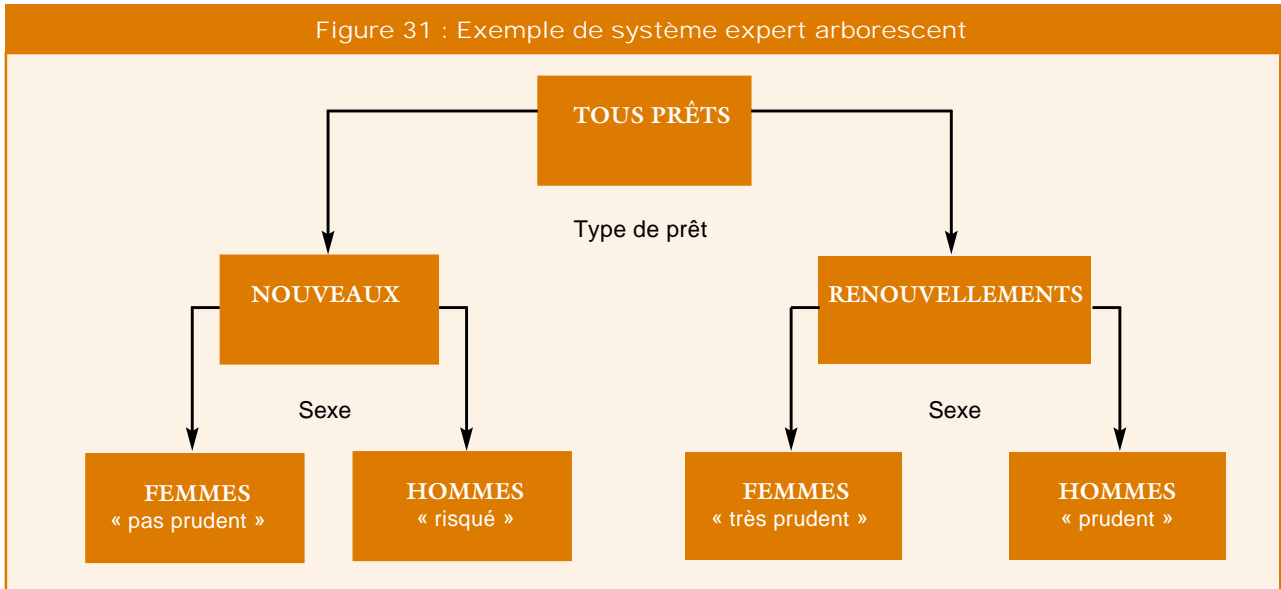 Figure 31 : Exemple de système expert arborescent
TOUS PRÊTS
Type de prêt
NOUVEAUX
RENOUVELLEMENTS
Sexe
Sexe
FEMMES
« pas prudent »
HOMMES
« risqué »
FEMMES
« très prudent »
HOMMES
« prudent »